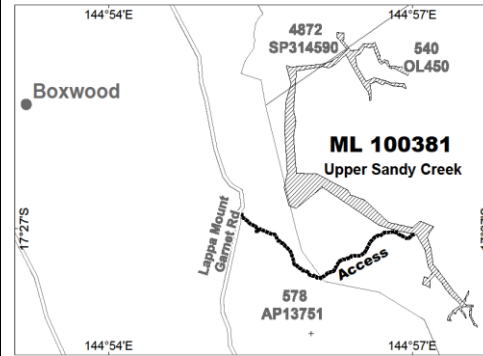 144°54'E
144°57'E
4872
SP314590
540
OL450
Boxwood
ML 100381
Upper Sandy Creek
17°27'S
Lappa Mount
Garnet Rd
Access
578
AP13751
144°54'E
144°57'E